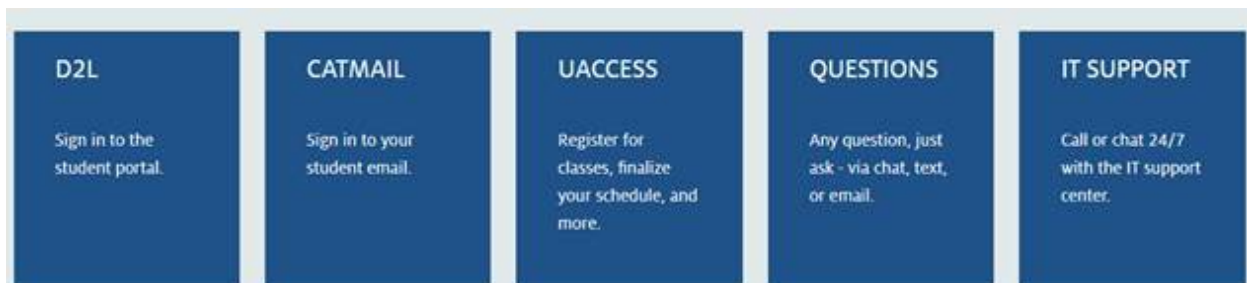 D2L
Sign in to the
student portal.
CATMAIL
Sign in to your
student email.
UACCESS
Register for
classes, finalize
your schedule, and
more.
QUESTIONS
Any question, just
ask - via chat, text,
or email.
IT SUPPORT
Call or chat 24/7
with the IT support
center.